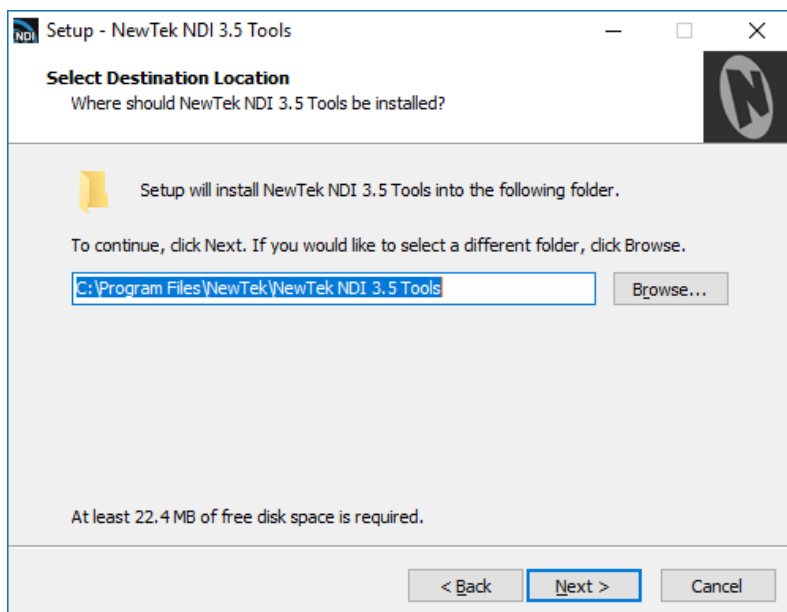 NDI Setup - NewTek NDI 3.5 Tools
Select Destination Location
Where should NewTek NDI 3.5 Tools be installed?
N
Setup will install NewTek NDI 3.5 Tools into the following folder.
To continue, click Next. If you would like to select a different folder, click Browse.
C:\Program Files\NewTek\NewTek NDI 3.5 Tools Browse...
At least 22.4 MB of free disk space is required.
< Back Next > Cancel